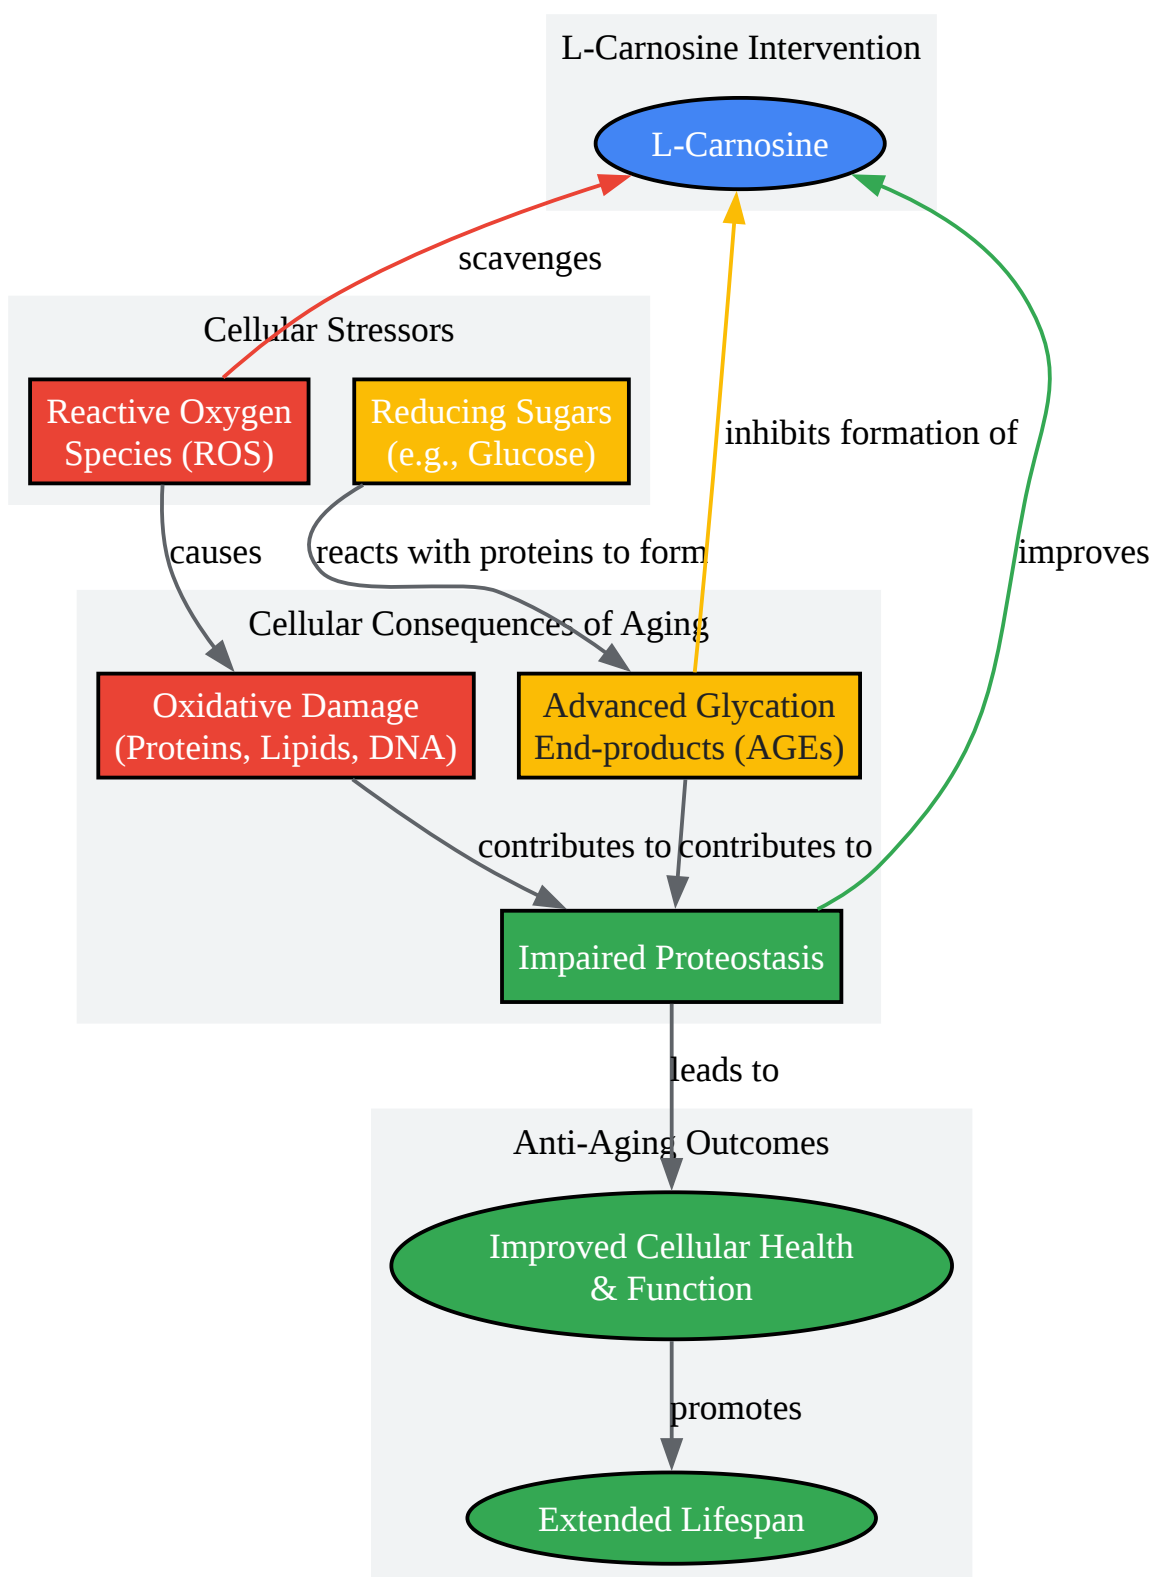 L-Carnosine Intervention
L-Carnosine
scavenges
Cellular Stressors
Reactive Oxygen
Species (ROS)
Reducing Sugars
(e.g., Glucose)
inhibits formation of
causes
reacts with proteins to form
improves
Cellular Consequences of Aging
Oxidative Damage
(Proteins, Lipids, DNA)
Advanced Glycation
End-products (AGEs)
contributes to
contributes to
Impaired Proteostasis
leads to
Anti-Aging Outcomes
Improved Cellular Health
& Function
promotes
Extended Lifespan